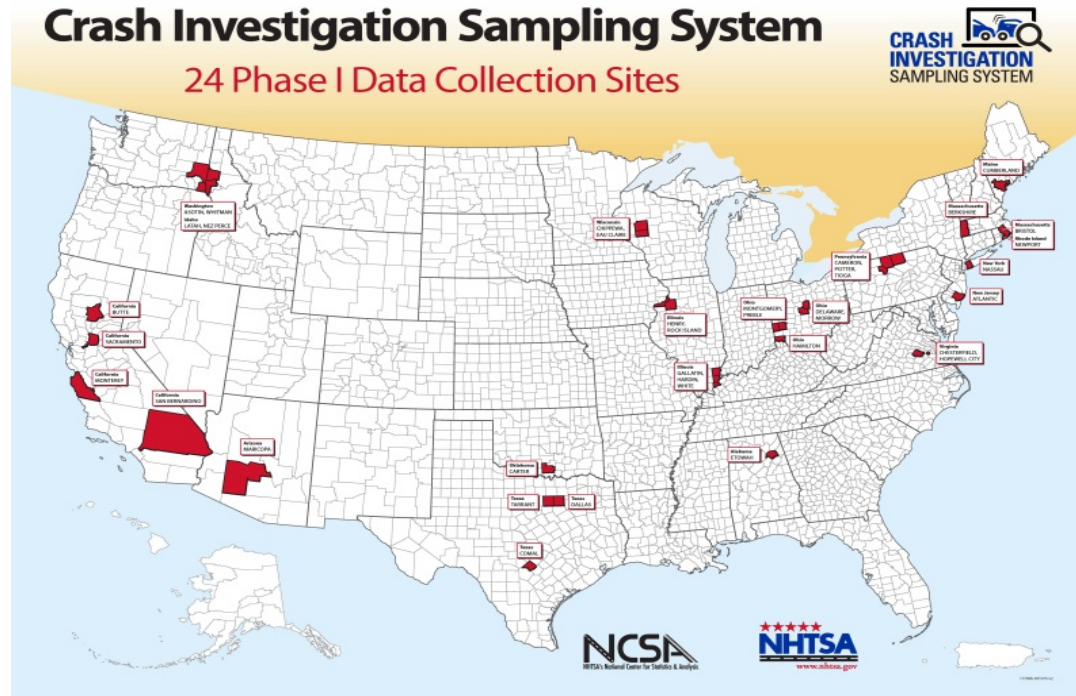 Crash Investigation Sampling System
24 Phase I Data Collection Sites
CRASH
INVESTIGATION
SAMPLING SYSTEM
Washington
ASOTIN, WHITMAN
Idaho
LATAH, NEZ PERCE
California
BUTTE
California
SACRAMENTO
California
MONTEREY
California
SAN BERNARDINO
Arizona
MARICOPA
Wisconsin
CHIPPEWA,
EAU CLAIRE
Illinois
HENRY,
ROCK ISLAND
Illinois
GALLATIN,
HARDIN,
WHITE
Ohio
MONTGOMERY,
PREBLE
Ohio
DELAWARE,
MORROW
Ohio
HAMILTON
Pennsylvania
CAMERON,
POTTER,
TIOGA
Maine
CUMBERLAND
Massachusetts
BERKSHIRE
Massachusetts
BRISTOL
Rhode Island
NEWPORT
New York
NASSAU
New Jersey
ATLANTIC
Virginia
CHESTERFIELD,
HOPEWELL CITY
Alabama
ETOWAH
Oklahoma
CARTER
Texas
TARRANT
Texas
DALLAS
Texas
COMAL
NCSA
NHTSA's National Center for Statistics & Analysis
NHTSA
www.nhtsa.gov